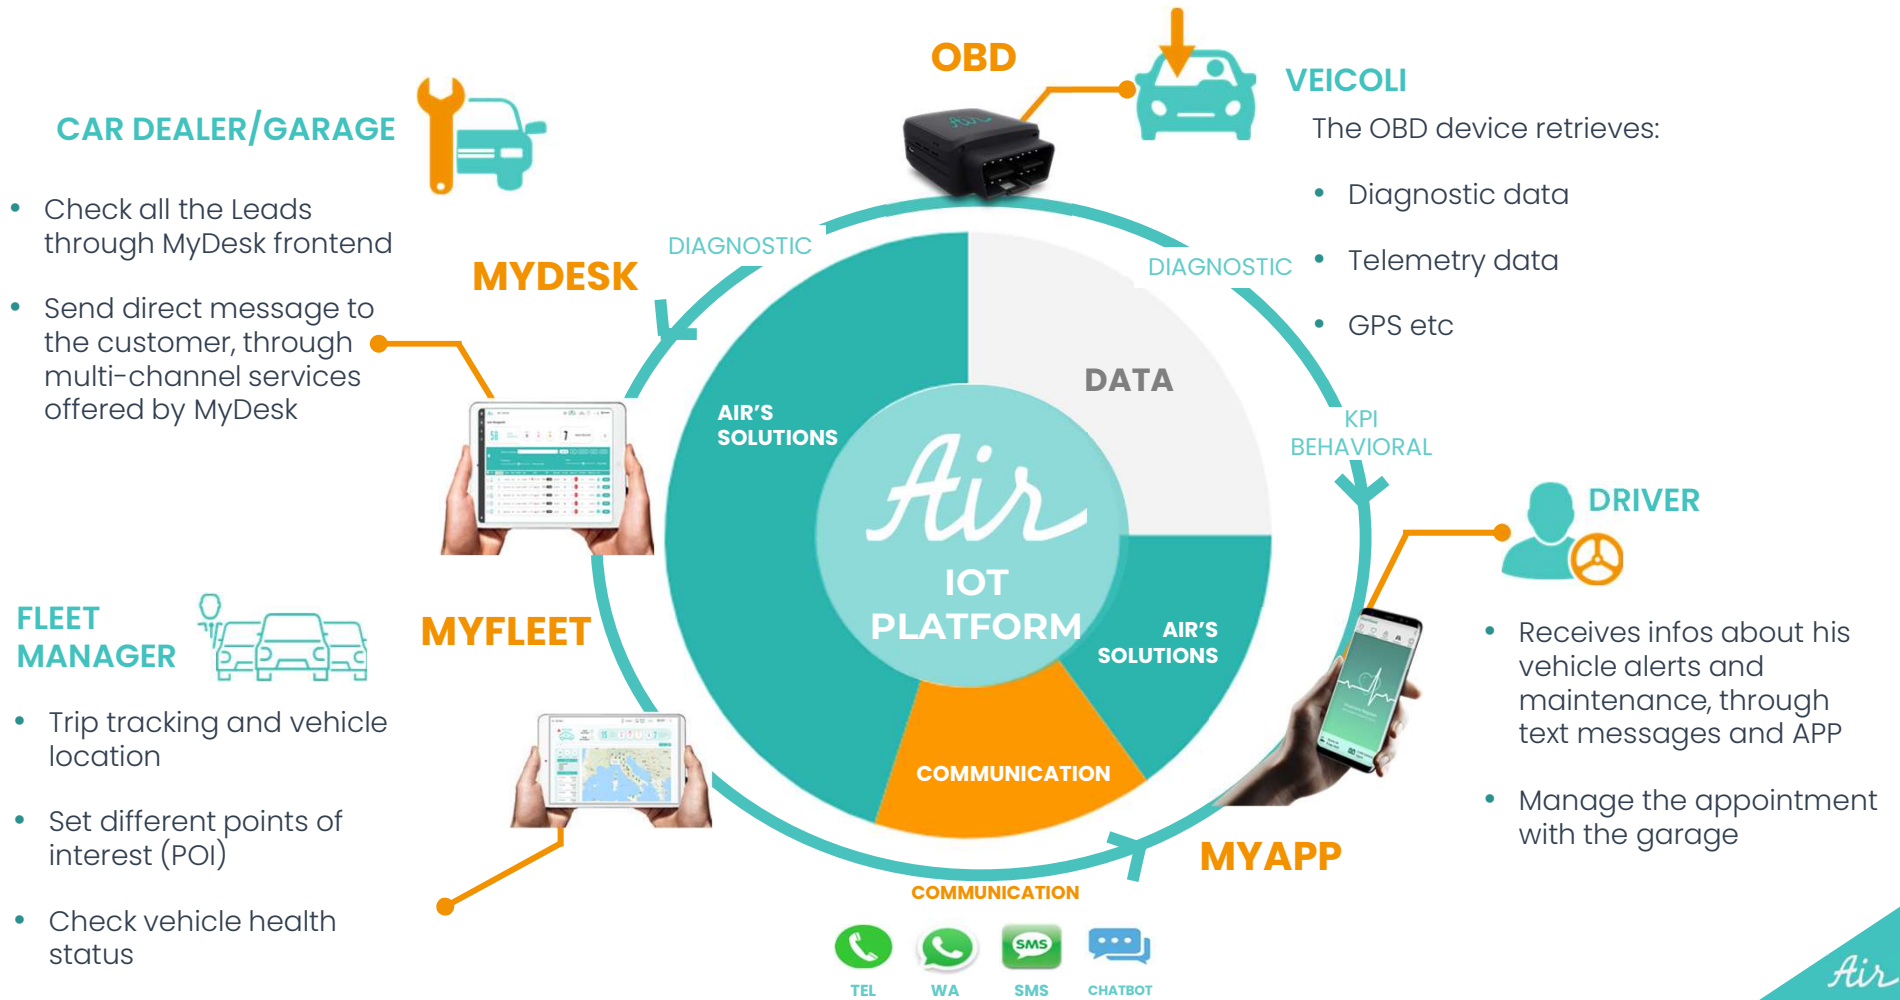 OBD
VEICOLI
The OBD device retrieves:
• Diagnostic data
• Telemetry data
• GPS etc
CAR DEALER/GARAGE
• Check all the Leads
through MyDesk frontend
• Send direct message to
the customer, through
multi-channel services
offered by MyDesk
MYDESK
DIAGNOSTIC
DIAGNOSTIC
KPI
BEHAVIORAL
DATA
AIR'S
SOLUTIONS
Air
IOT
PLATFORM
AIR'S
SOLUTIONS
COMMUNICATION
DRIVER
• Receives infos about his
vehicle alerts and
maintenance, through
text messages and APP
• Manage the appointment
with the garage
FLEET
MANAGER
MYFLEET
• Trip tracking and vehicle
location
• Set different points of
interest (POI)
• Check vehicle health
status
MYAPP
COMMUNICATION
SMS
TEL
WA
SMS
CHATBOT
Air
Air
58
7